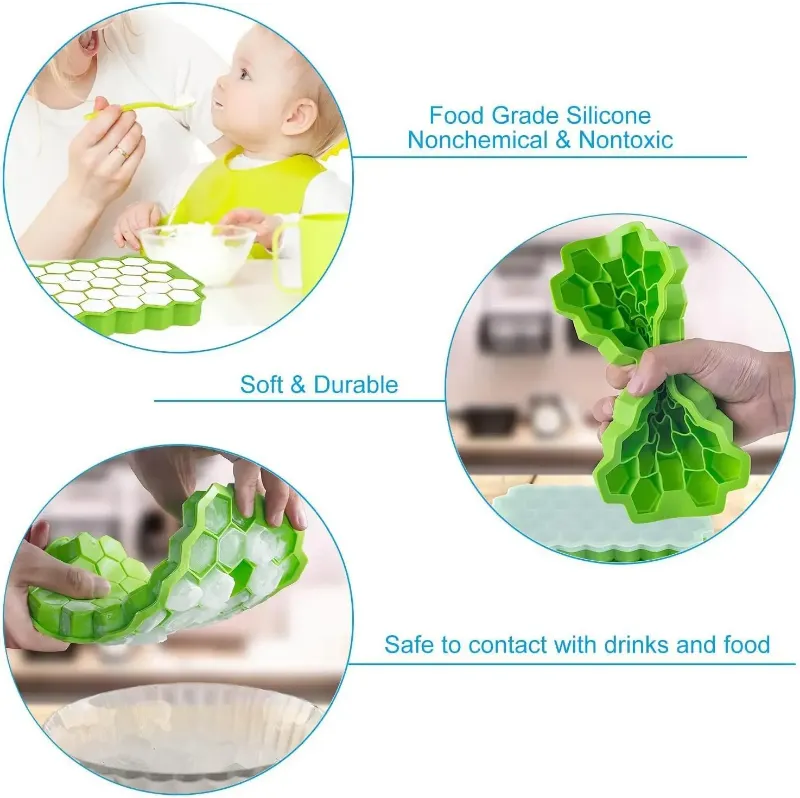 Food Grade Silicone
Nonchemical & Nontoxic
Soft & Durable
Safe to contact with drinks and food